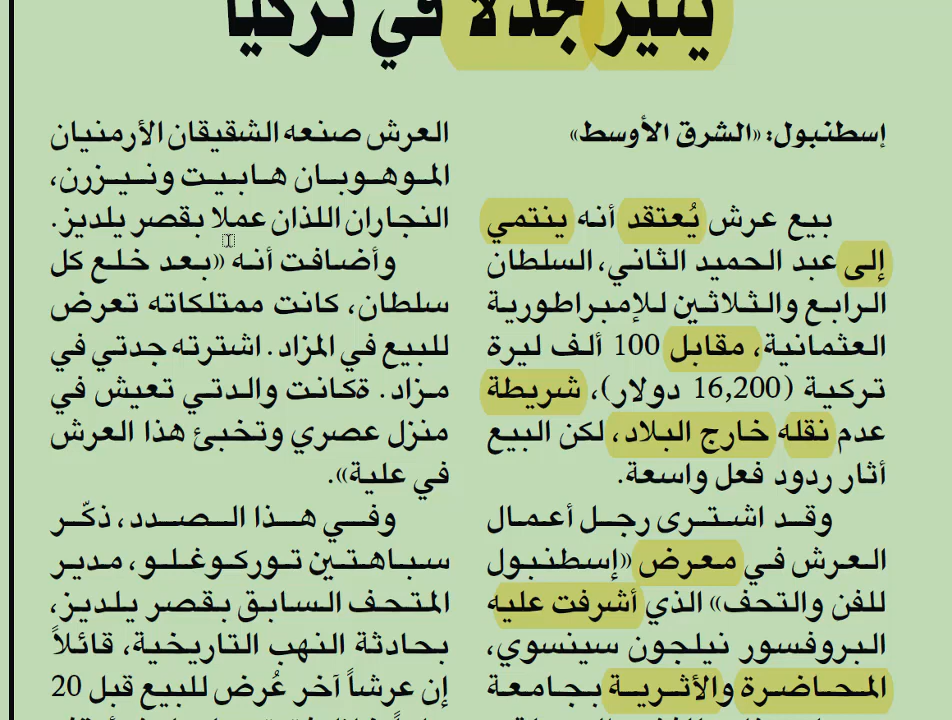 يثير جدلاً في تركيا
إسطنبول: «الشرق الأوسط»
بيع عرش يُعتقد أنه ينتمي
إلى عبد الحميد الثاني، السلطان
الرابع والثلاثين للإمبراطورية
العثمانية، مقابل 100 ألف ليرة
تركية (16,200 دولار)، شريطة
عدم نقله خارج البلاد، لكن البيع
أثار ردود فعل واسعة.
وقد اشترى رجل أعمال
العرش في معرض «إسطنبول
للفن والتحف» الذي أشرفت عليه
البروفسور نيلجون سينسوي،
المحاضرة والأثرية بجامعة
العرش صنعه الشقيقان الأرمنيان
الموهوبان هابيت ونيزرن،
النجاران اللذان عملا بقصر يلديز.
وأضافت أنه «بعد خلع كل
سلطان، كانت ممتلكاته تعرض
للبيع في المزاد. اشترته جدتي في
مزاد. ةكانت والدتي تعيش في
منزل عصري وتخبئ هذا العرش
في علية».
وفي هذا الصدد، ذكّر
سباهتين توركوغلو، مدير
المتحف السابق بقصر يلديز،
بحادثة النهب التاريخية، قائلاً
إن عرشاً آخر عُرض للبيع قبل 20